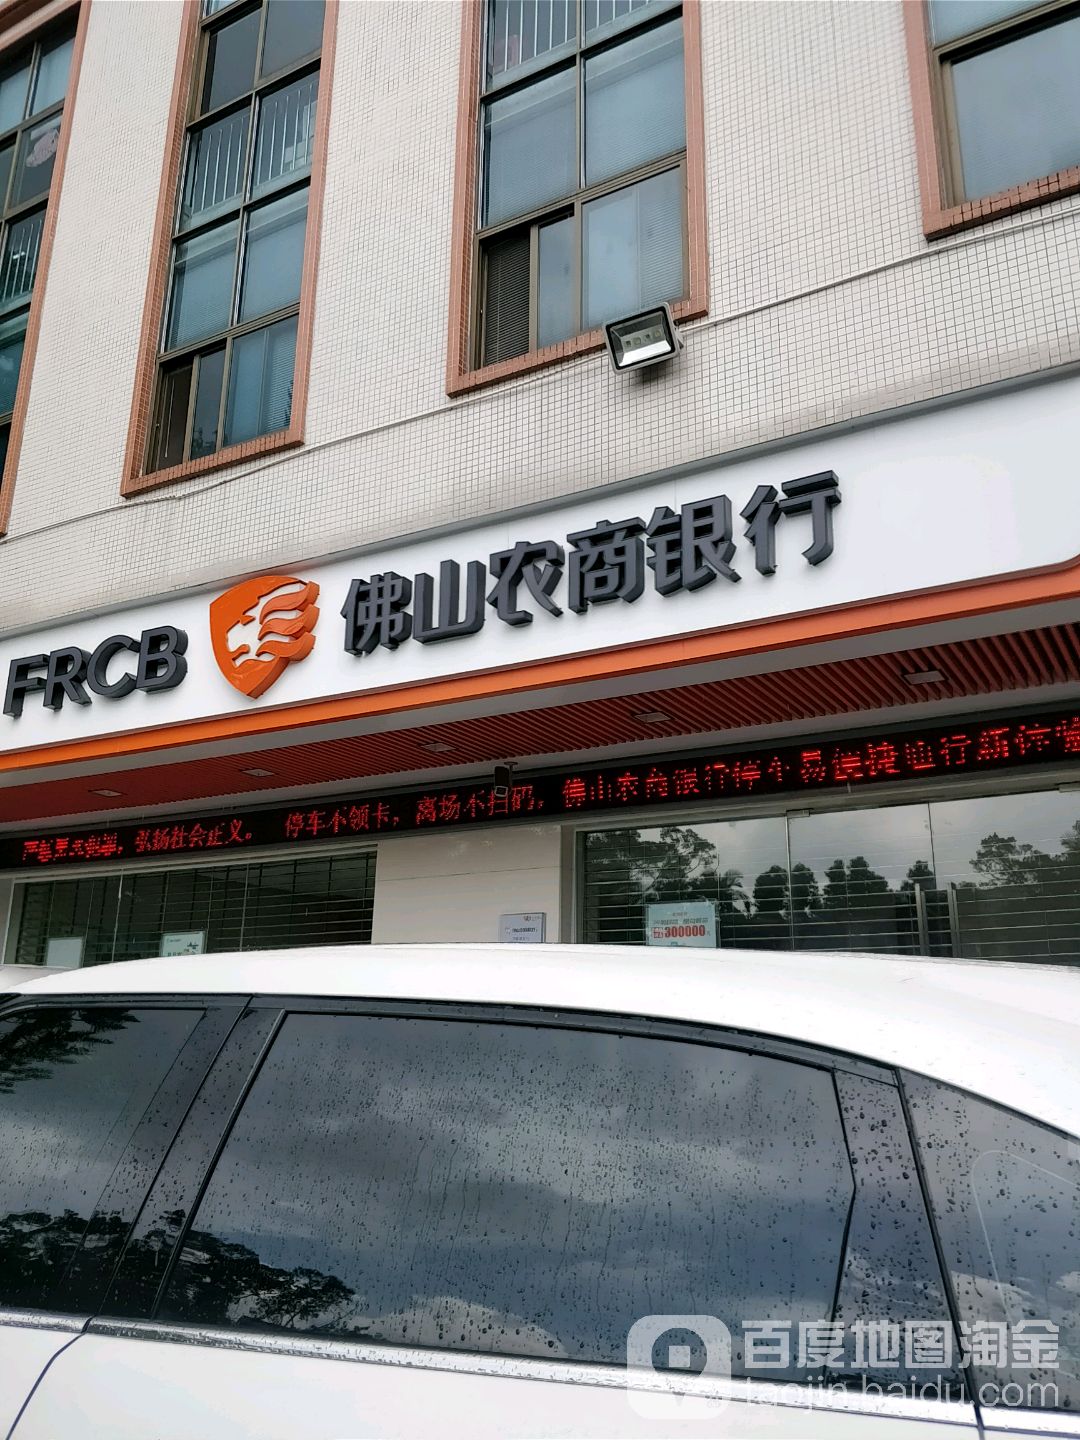 FRCB 佛山农商银行
弘扬社会正义。 停车不领卡，离场不扫码，佛山农商银行停车易便捷出行新体验
300000
百度地图淘金
taojin.baidu.com